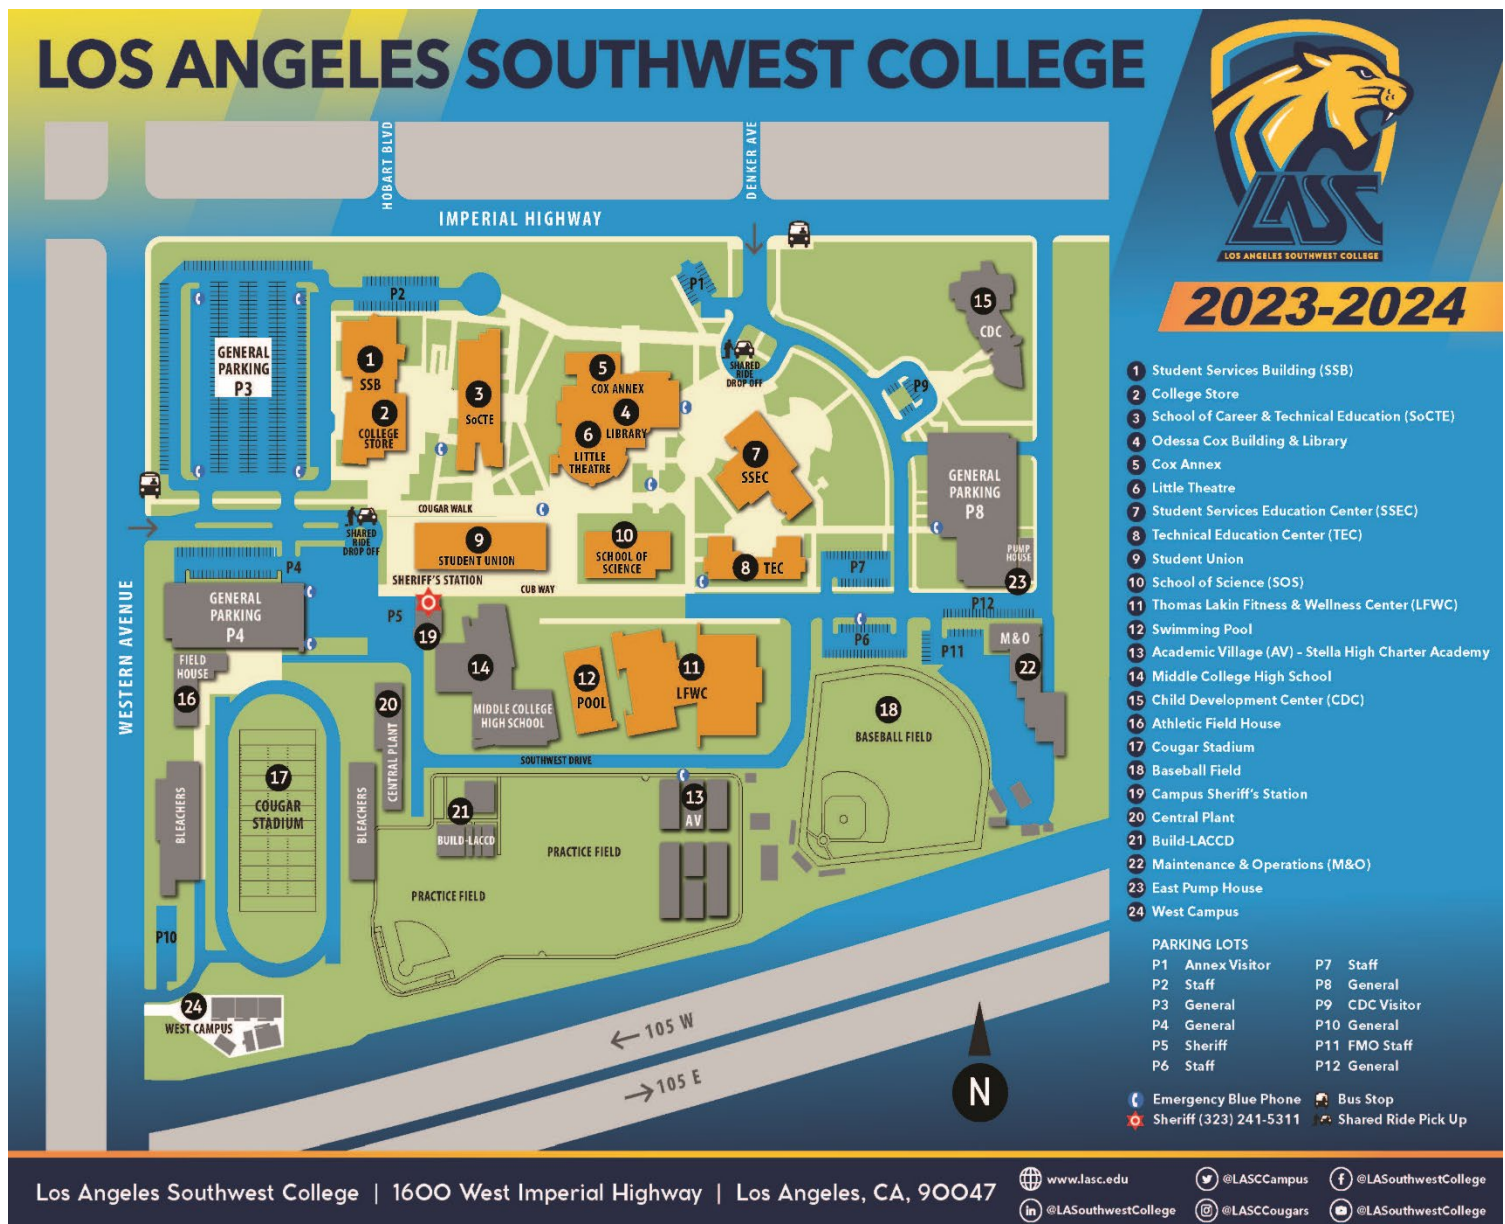 LOS ANGELES SOUTHWEST COLLEGE
LASC
LOS ANGELES SOUTHWEST COLLEGE
2023-2024
HOBART BLVD
DENKER AVE
IMPERIAL HIGHWAY
WESTERN AVENUE
P1
P2
GENERAL
PARKING
P3
1
SSB
2
COLLEGE
STORE
3
SoCTE
5
COX ANNEX
4
LIBRARY
6
LITTLE
THEATRE
SHARED
RIDE
DROP OFF
15
CDC
P9
7
SSEC
GENERAL
PARKING
P8
PUMP
HOUSE
23
COUGAR WALK
SHARED
RIDE
DROP OFF
9
STUDENT UNION
10
SCHOOL OF
SCIENCE
8
TEC
P7
P4
SHERIFF'S STATION
CUB WAY
GENERAL
PARKING
P4
P5
19
P12
P6
P11
M&O
22
FIELD
HOUSE
16
14
MIDDLE COLLEGE
HIGH SCHOOL
12
POOL
11
LFWC
20
CENTRAL PLANT
18
BASEBALL FIELD
SOUTHWEST DRIVE
17
COUGAR
STADIUM
BLEACHERS
BLEACHERS
21
BUILD-LACCD
13
AV
PRACTICE FIELD
PRACTICE FIELD
P10
24
WEST CAMPUS
105 W
105 E
N
1 Student Services Building (SSB)
2 College Store
3 School of Career & Technical Education (SoCTE)
4 Odessa Cox Building & Library
5 Cox Annex
6 Little Theatre
7 Student Services Education Center (SSEC)
8 Technical Education Center (TEC)
9 Student Union
10 School of Science (SOS)
11 Thomas Lakin Fitness & Wellness Center (LFWC)
12 Swimming Pool
13 Academic Village (AV) - Stella High Charter Academy
14 Middle College High School
15 Child Development Center (CDC)
16 Athletic Field House
17 Cougar Stadium
18 Baseball Field
19 Campus Sheriff's Station
20 Central Plant
21 Build-LACCD
22 Maintenance & Operations (M&O)
23 East Pump House
24 West Campus
PARKING LOTS
P1 Annex Visitor
P2 Staff
P3 General
P4 General
P5 Sheriff
P6 Staff
P7 Staff
P8 General
P9 CDC Visitor
P10 General
P11 FMO Staff
P12 General
Emergency Blue Phone
Bus Stop
Sheriff (323) 241-5311
Shared Ride Pick Up
Los Angeles Southwest College | 1600 West Imperial Highway | Los Angeles, CA, 90047
www.lasc.edu
@LASCCampus
@LASouthwestCollege
@LASouthwestCollege
@LASCCougars
@LASouthwestCollege